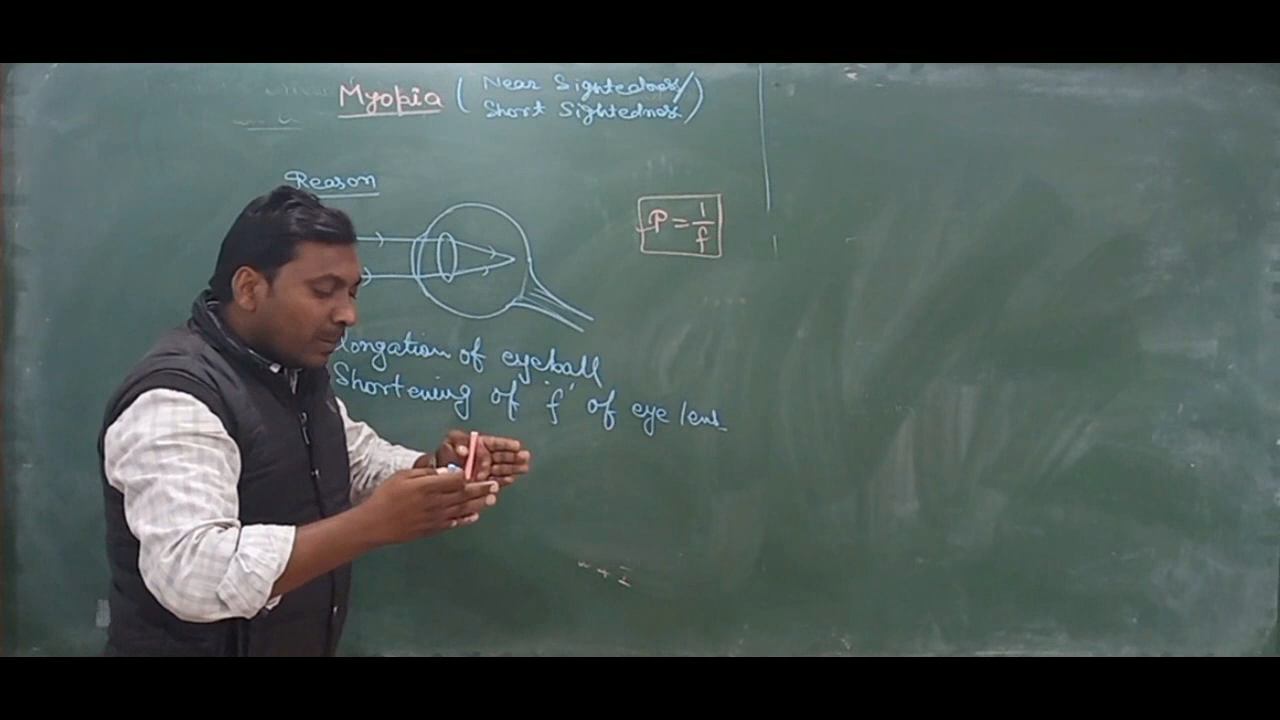 Myopia (Near Sightedness/
Short Sightedness)
Reason
P = 1/f
longation of eyeball
Shortening of 'f' of eye lens